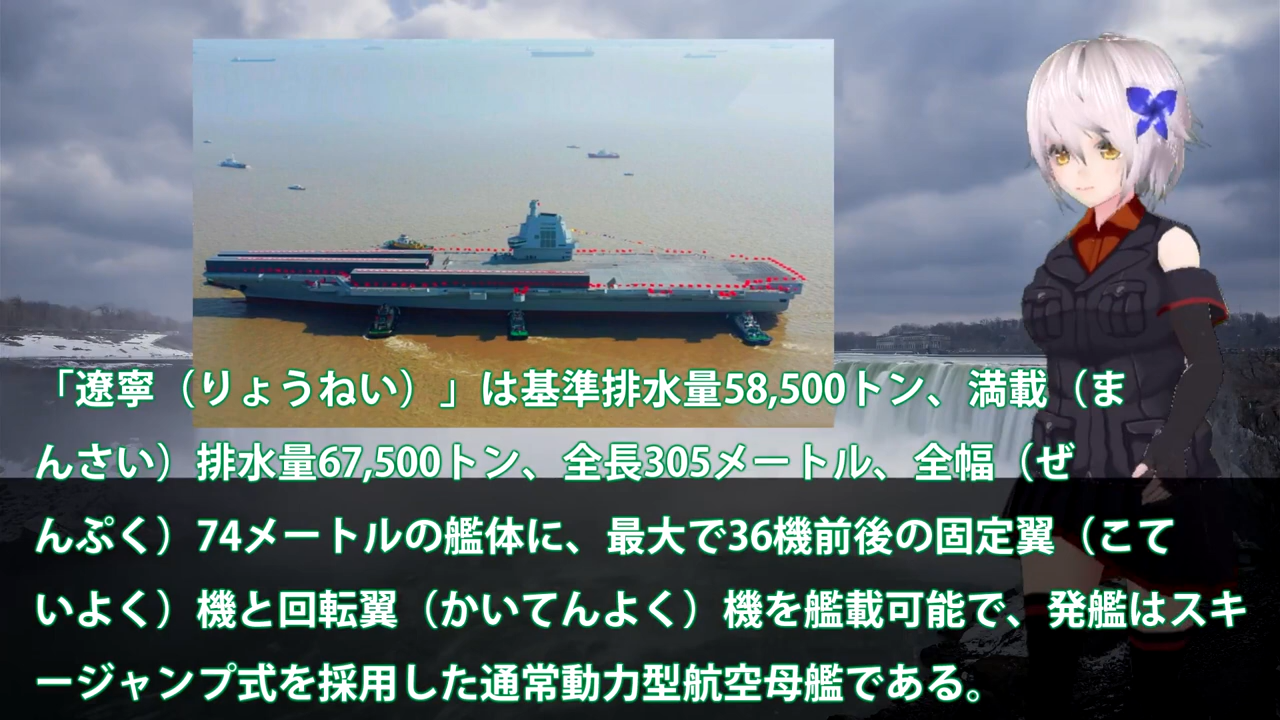 「遼寧（りょうねい）」は基準排水量58,500トン、満載（ま
んさい）排水量67,500トン、全長305メートル、全幅（ぜ
んぷく）74メートルの艦体に、最大で36機前後の固定翼（こて
いよく）機と回転翼（かいてんよく）機を艦載可能で、発艦はスキ
ージャンプ式を採用した通常動力型航空母艦である。